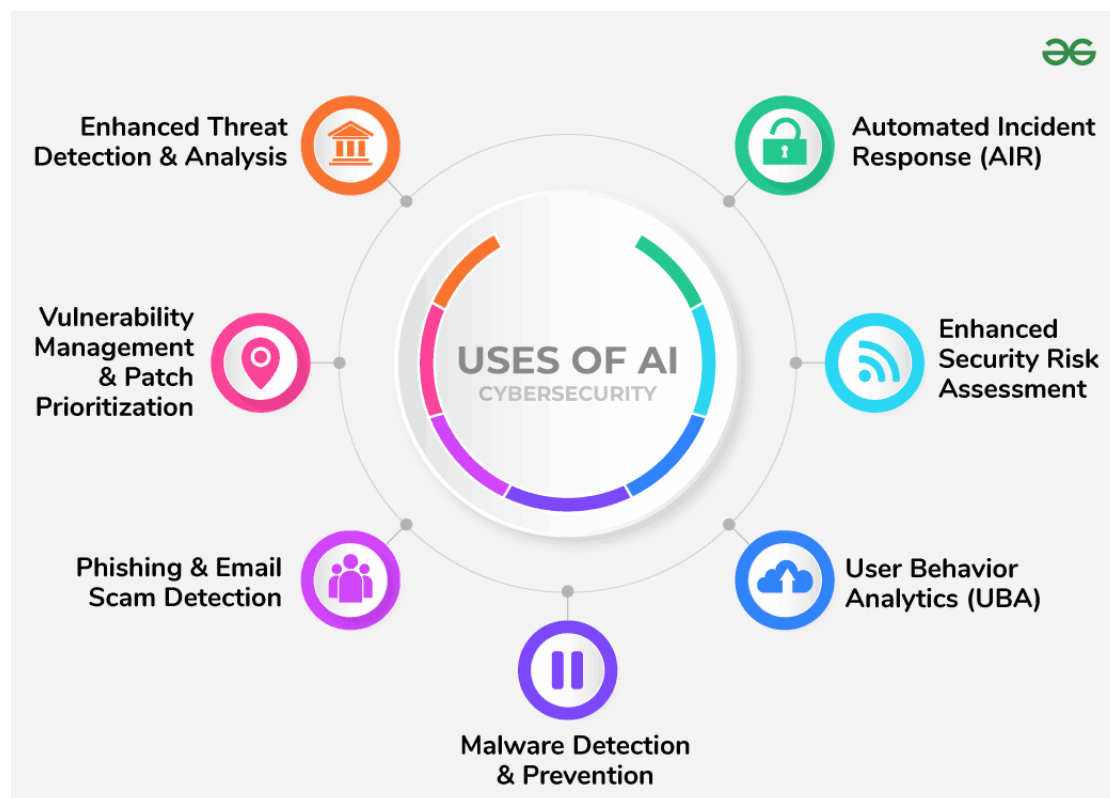 Enhanced Threat
Detection & Analysis
Automated Incident
Response (AIR)
Vulnerability
Management
& Patch
Prioritization
USES OF AI
CYBERSECURITY
Enhanced
Security Risk
Assessment
Phishing & Email
Scam Detection
User Behavior
Analytics (UBA)
Malware Detection
& Prevention